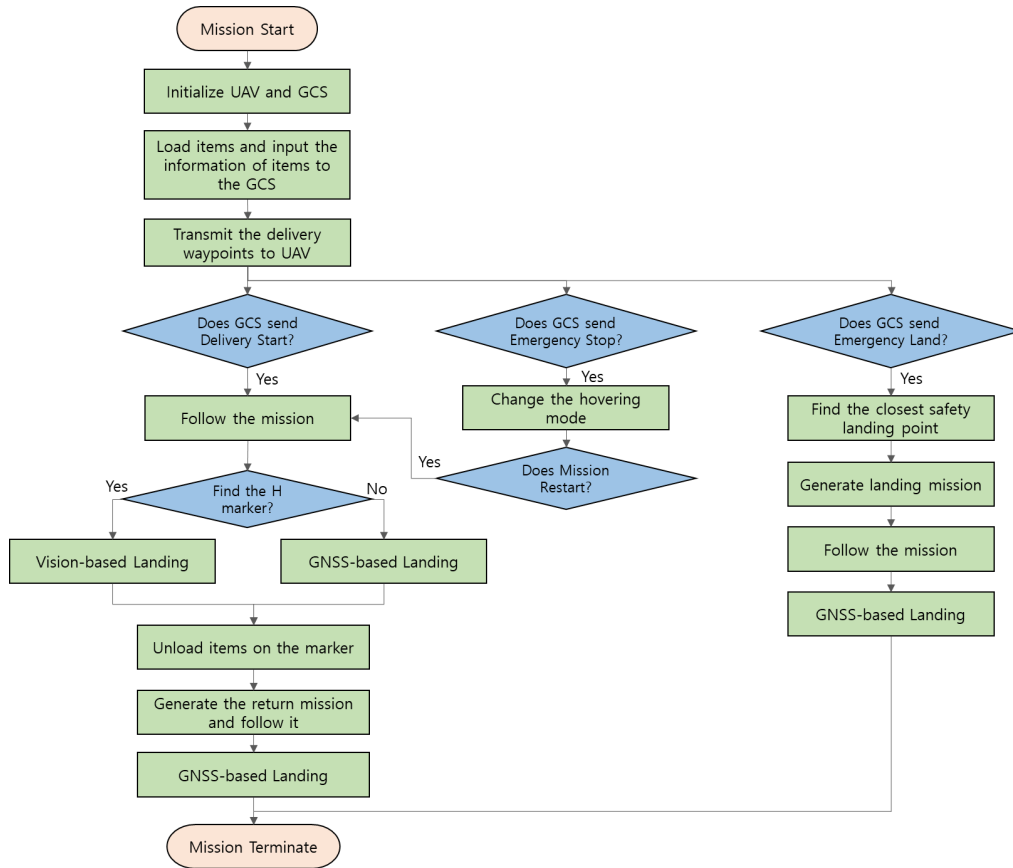 Mission Start
Initialize UAV and GCS
Load items and input the
information of items to
the GCS
Transmit the delivery
waypoints to UAV
Does GCS send
Delivery Start?
Does GCS send
Emergency Stop?
Does GCS send
Emergency Land?
Yes
Yes
Yes
Follow the mission
Change the hovering
mode
Find the closest safety
landing point
Yes
Does Mission
Restart?
Generate landing mission
Yes
Find the H
marker?
No
Vision-based Landing
GNSS-based Landing
Follow the mission
GNSS-based Landing
Unload items on the marker
Generate the return mission
and follow it
GNSS-based Landing
Mission Terminate